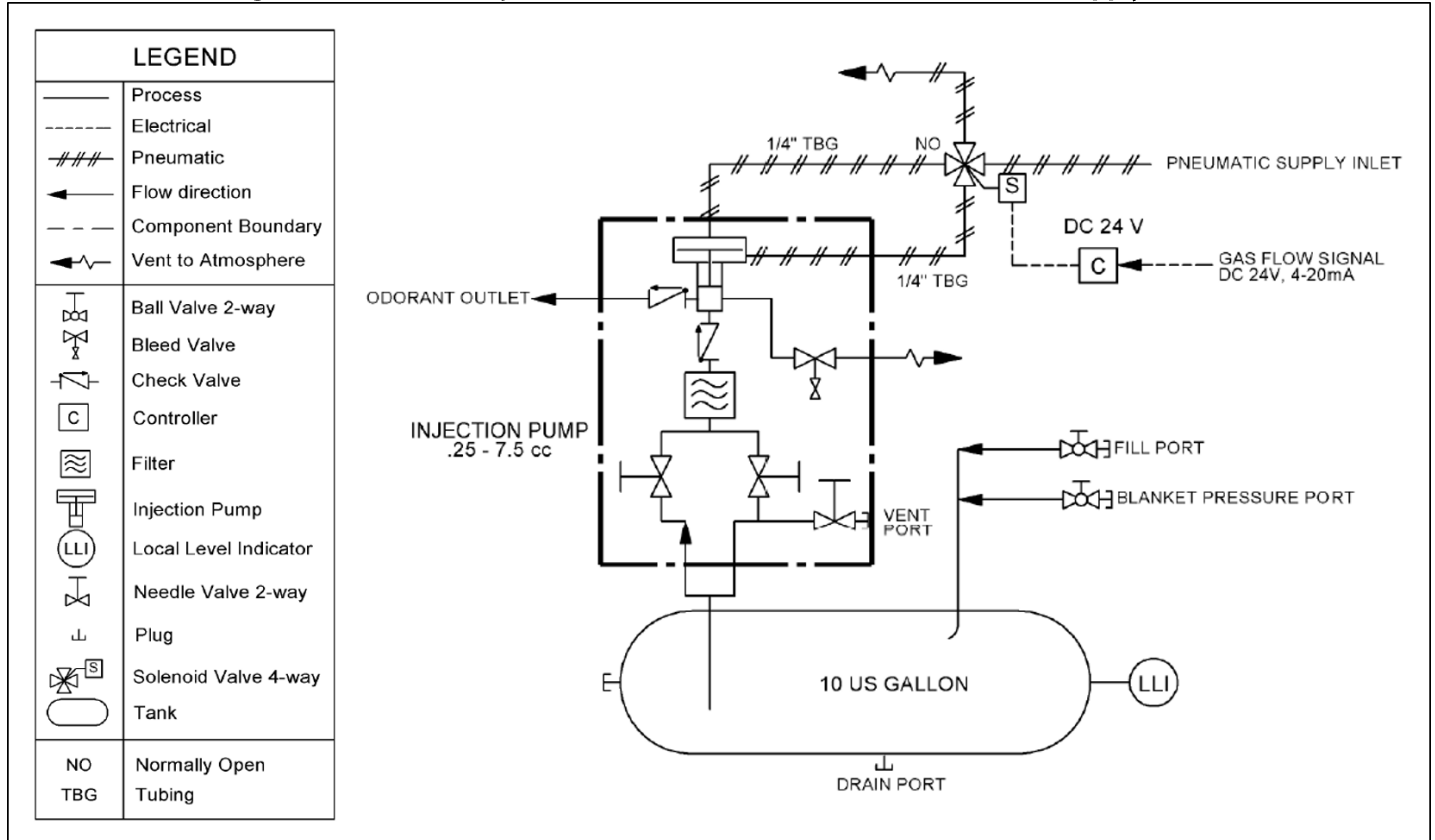 LEGEND
Process
Electrical
Pneumatic
Flow direction
Component Boundary
Vent to Atmosphere
Ball Valve 2-way
Bleed Valve
Check Valve
C
Controller
Filter
Injection Pump
LLI
Local Level Indicator
Needle Valve 2-way
Plug
S
Solenoid Valve 4-way
Tank
NO
Normally Open
TBG
Tubing
1/4" TBG
NO
PNEUMATIC SUPPLY INLET
S
DC 24 V
C
GAS FLOW SIGNAL
DC 24V, 4-20mA
1/4" TBG
ODORANT OUTLET
INJECTION PUMP
.25 - 7.5 cc
FILL PORT
BLANKET PRESSURE PORT
VENT
PORT
10 US GALLON
LLI
DRAIN PORT